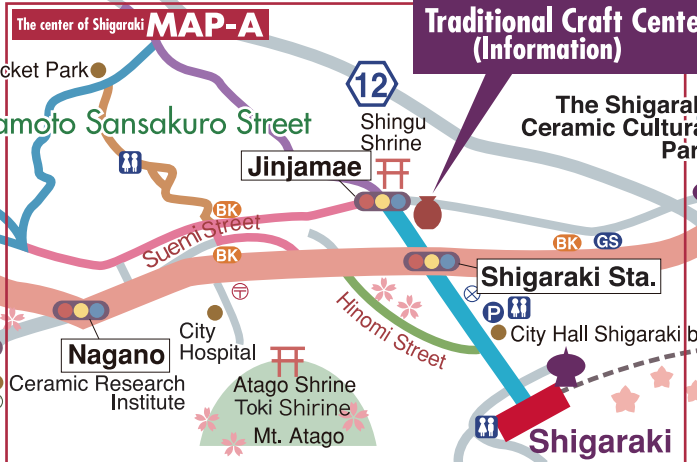 The center of Shigaraki MAP-A
Traditional Craft Cente
(Information)
cket Park
12
amoto Sansakuro Street
Shingu
Shrine
The Shigaral
Ceramic Cultura
Par
Jinjamae
BK
Suemi Street
BK
BK
GS
Shigaraki Sta.
Hinomi Street
P
City Hall Shigaraki b
Nagano
City
Hospital
Ceramic Research
Institute
Atago Shrine
Toki Shirine
Mt. Atago
Shigaraki